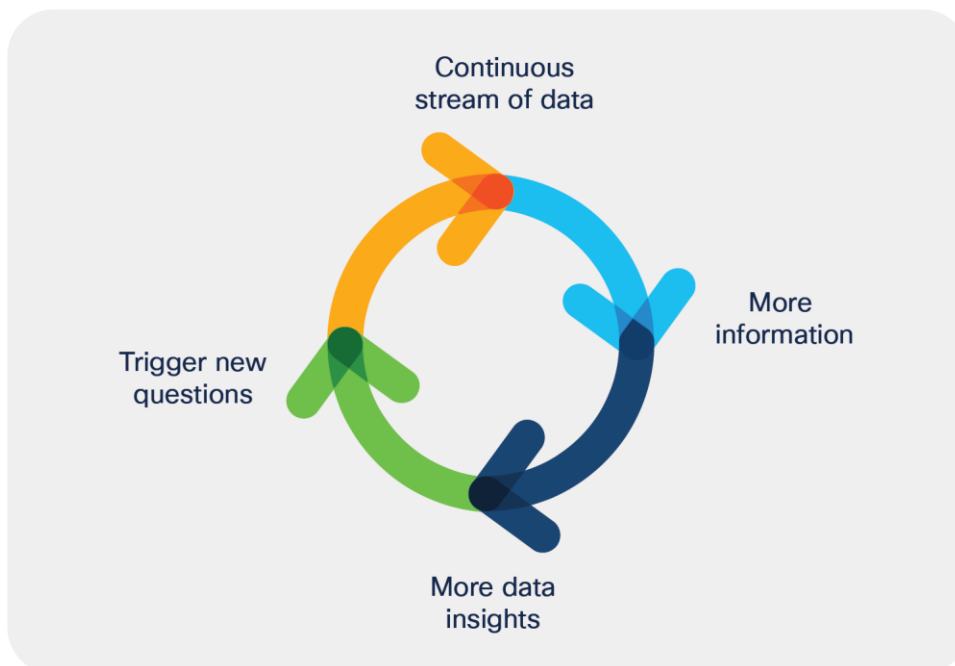 Continuous
stream of data
More
information
More data
insights
Trigger new
questions